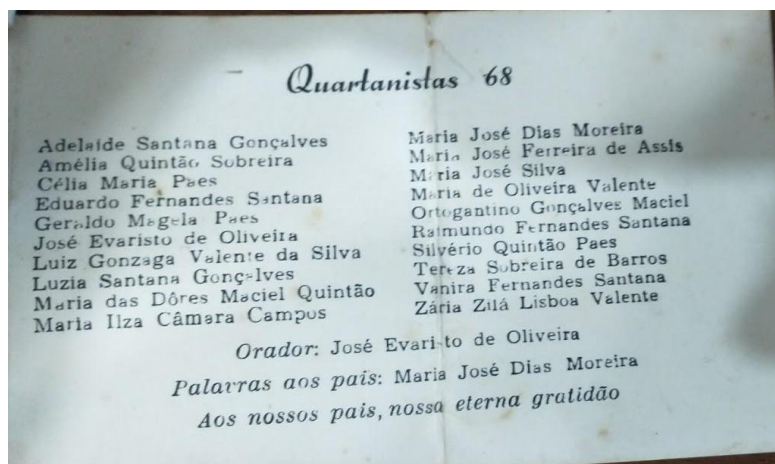 Quartanistas 68
Adelaide Santana Gonçalves
Amélia Quintão Sobreira
Célia Maria Paes
Eduardo Fernandes Santana
Geraldo Magela Paes
José Evaristo de Oliveira
Luiz Gonzaga Valente da Silva
Luzia Santana Gonçalves
Maria das Dôres Maciel Quintão
Maria Ilza Câmara Campos
Maria José Dias Moreira
Maria José Ferreira de Assis
Maria José Silva
Maria de Oliveira Valente
Ortogantino Gonçalves Maciel
Raimundo Fernandes Santana
Silvério Quintão Paes
Tereza Sobreira de Barros
Vanira Fernandes Santana
Zária Zilá Lisboa Valente
Orador: José Evaristo de Oliveira
Palavras aos pais: Maria José Dias Moreira
Aos nossos pais, nossa eterna gratidão